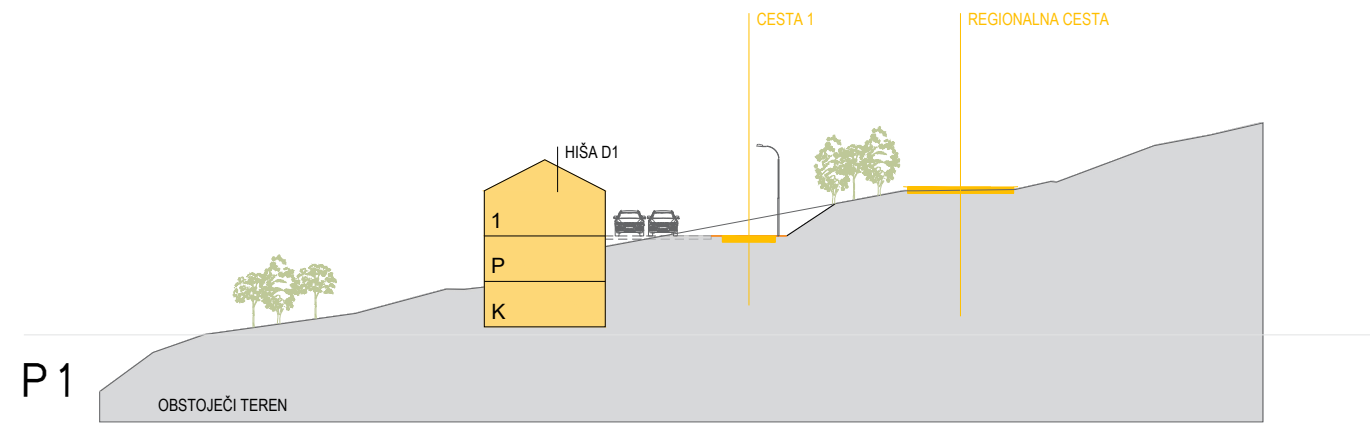 CESTA 1
REGIONALNA CESTA
HIŠA D1
1
P
K
P 1
OBSTOJEČI TEREN